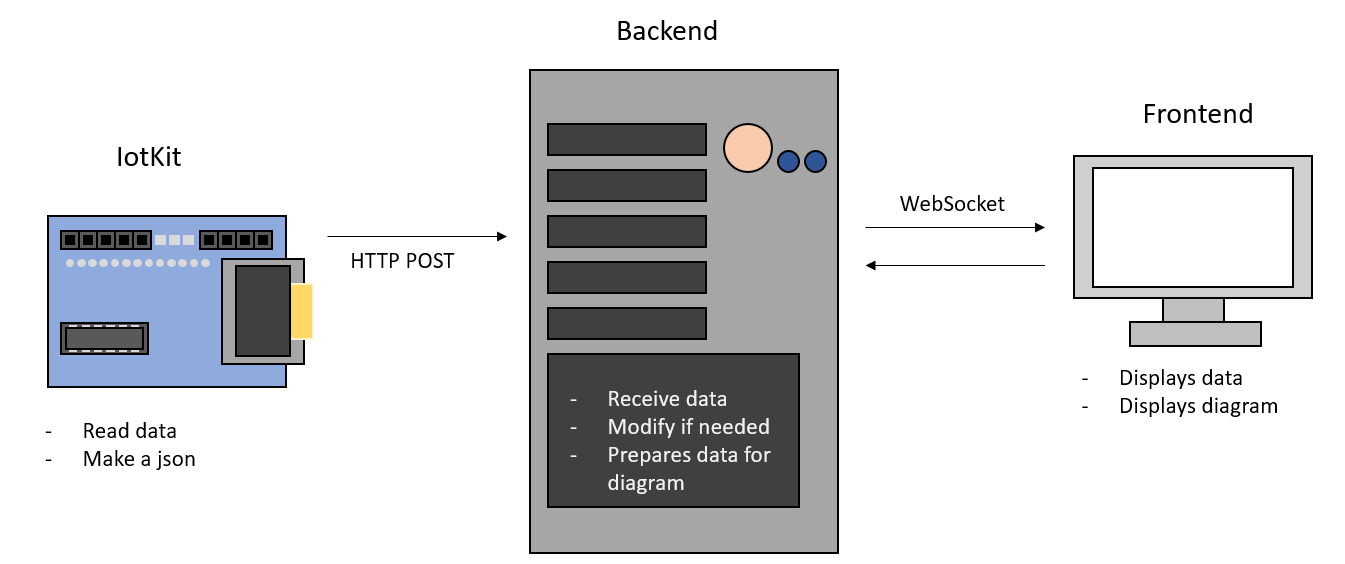 Backend
Frontend
IotKit
HTTP POST
WebSocket
- Read data
- Make a json
- Receive data
- Modify if needed
- Prepares data for
diagram
- Displays data
- Displays diagram